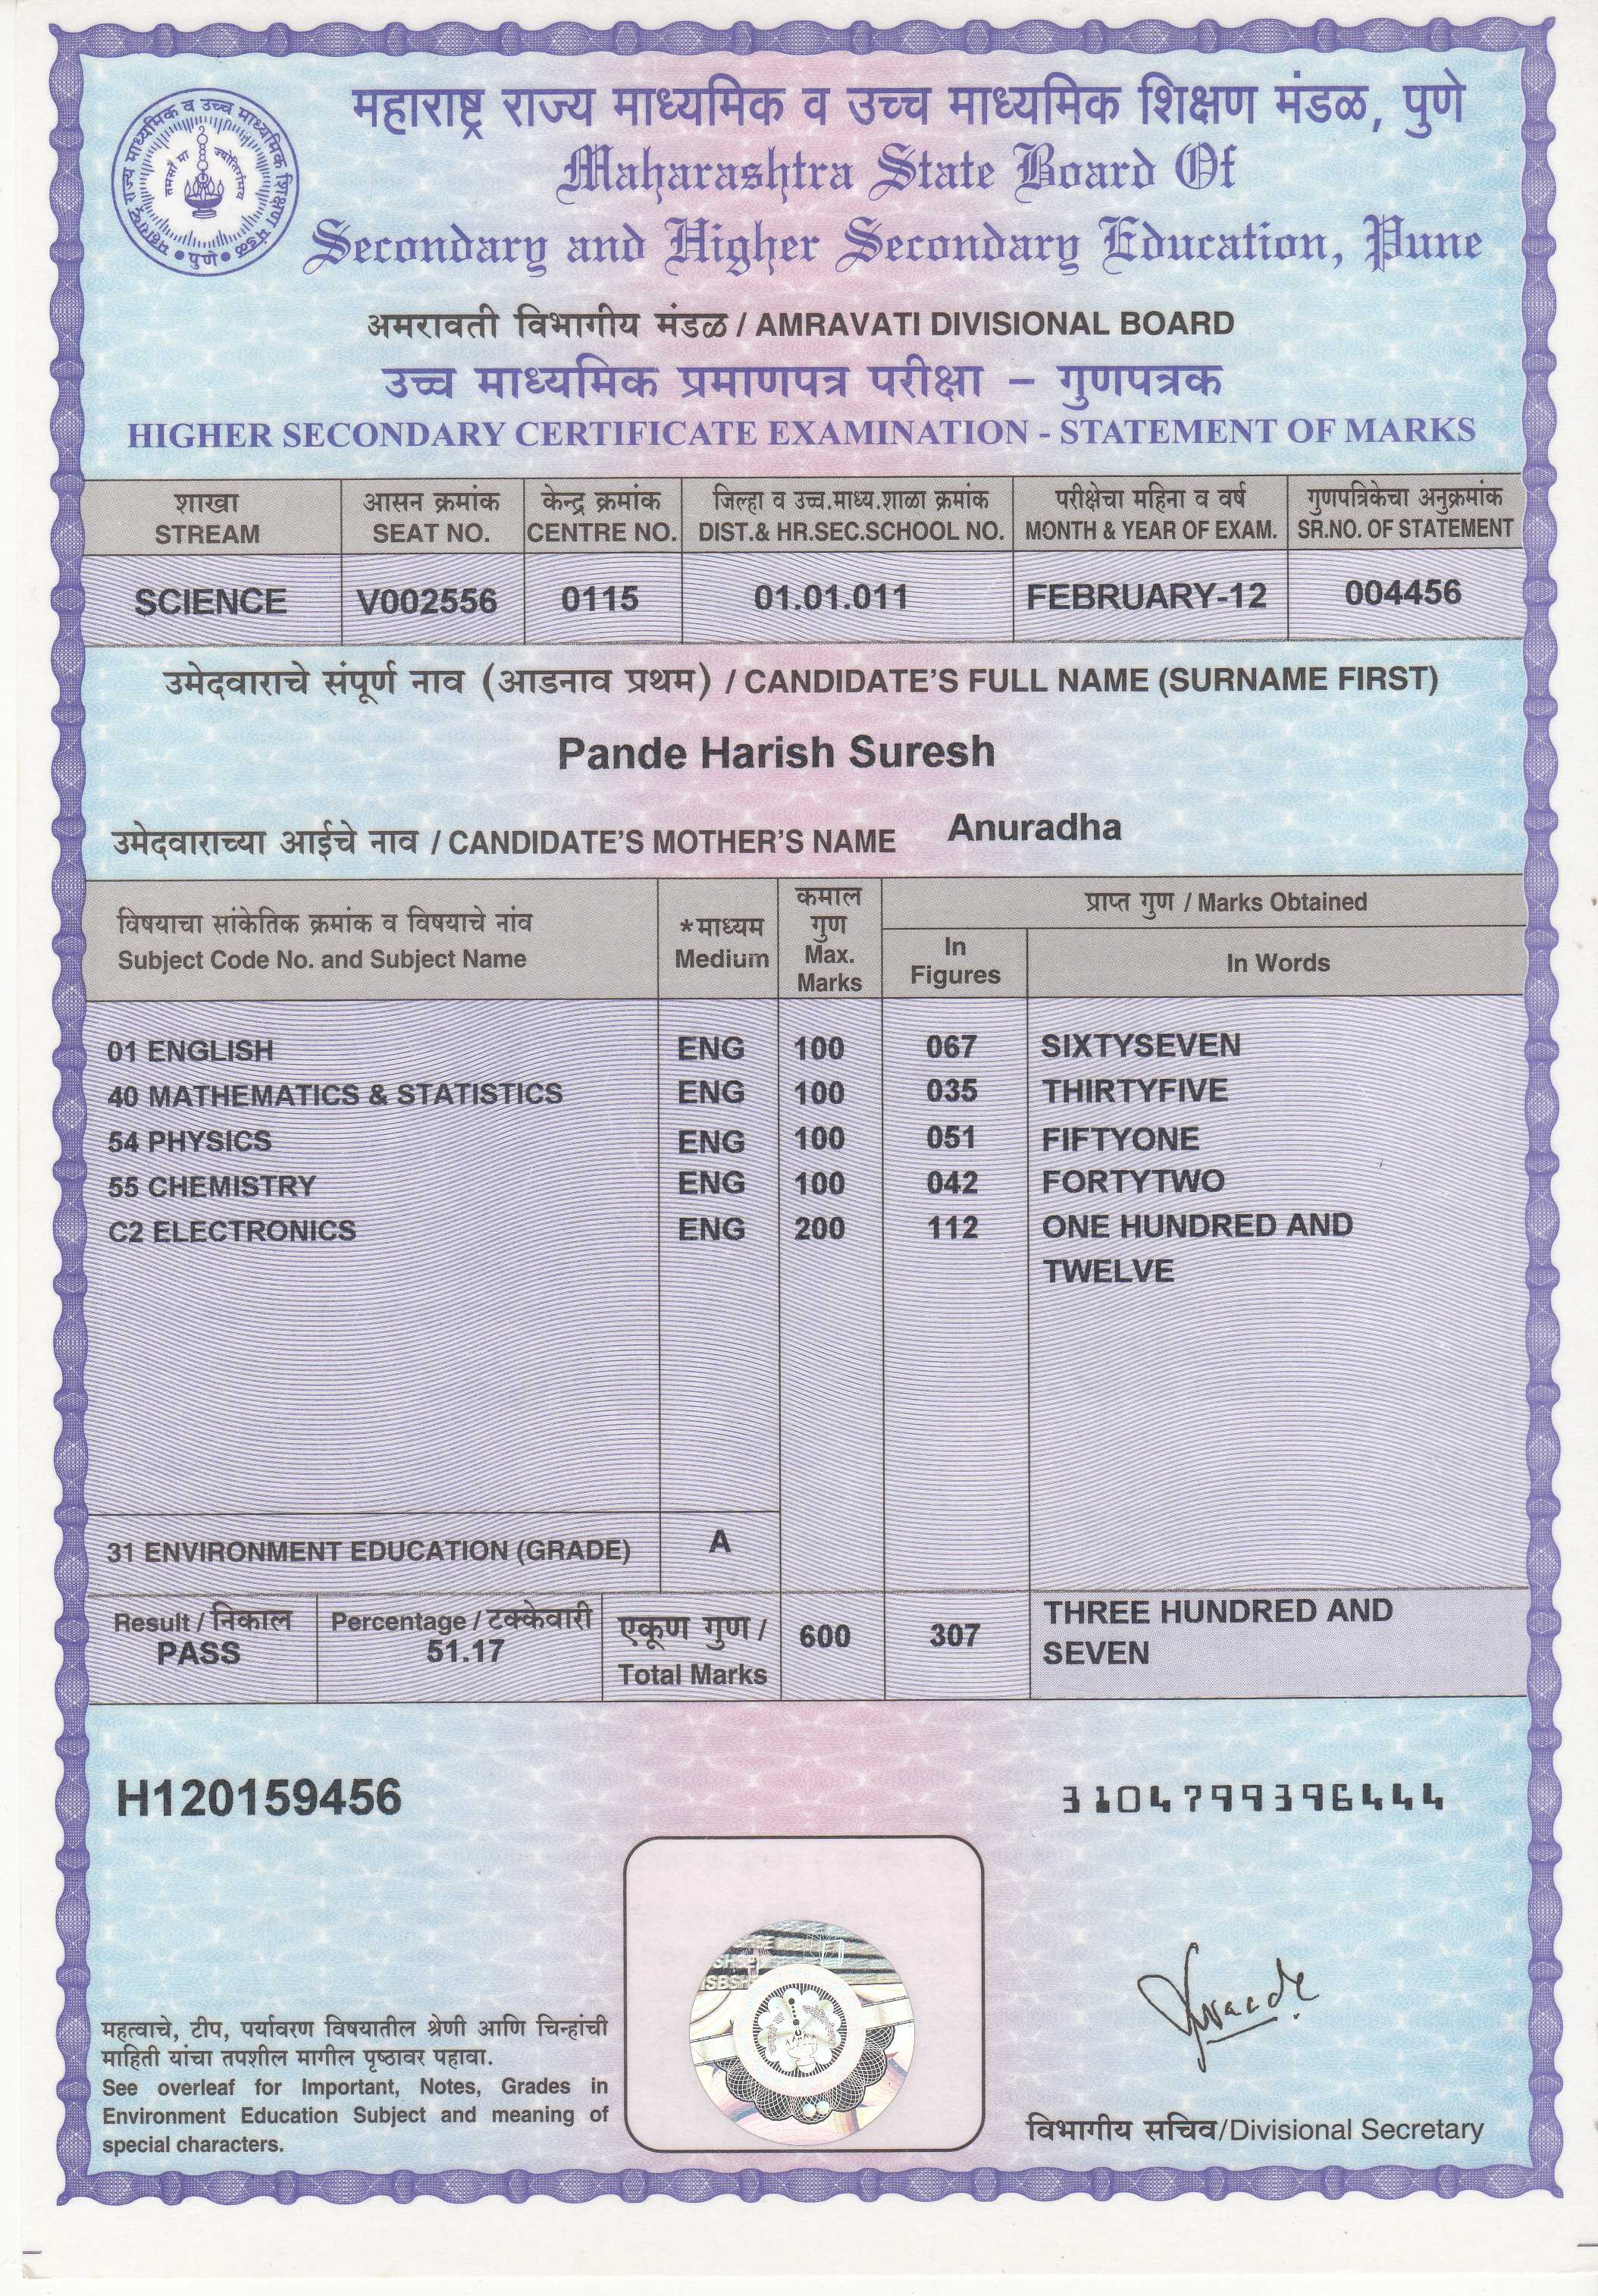 महाराष्ट्र राज्य माध्यमिक व उच्च माध्यमिक शिक्षण मंडळ, पुणे
Maharashtra State Board Of
Secondary and Higher Secondary Education, Pune
महाराष्ट्र राज्य माध्यमिक व उच्च माध्यमिक शिक्षण मंडळ
• पुणे •
अमरावती विभागीय मंडळ / AMRAVATI DIVISIONAL BOARD
उच्च माध्यमिक प्रमाणपत्र परीक्षा – गुणपत्रक
HIGHER SECONDARY CERTIFICATE EXAMINATION - STATEMENT OF MARKS
शाखा आसन क्रमांक केन्द्र क्रमांक जिल्हा व उच्च.माध्य.शाळा क्रमांक परीक्षेचा महिना व वर्ष गुणपत्रिकेचा अनुक्रमांक
STREAM SEAT NO. CENTRE NO. DIST.& HR.SEC.SCHOOL NO. MONTH & YEAR OF EXAM. SR.NO. OF STATEMENT
SCIENCE V002556 0115 01.01.011 FEBRUARY-12 004456
उमेदवाराचे संपूर्ण नाव (आडनाव प्रथम) / CANDIDATE'S FULL NAME (SURNAME FIRST)
Pande Harish Suresh
उमेदवाराच्या आईचे नाव / CANDIDATE'S MOTHER'S NAME Anuradha
विषयाचा सांकेतिक क्रमांक व विषयाचे नांव
Subject Code No. and Subject Name
*माध्यम
Medium
कमाल
गुण
Max.
Marks
प्राप्त गुण / Marks Obtained
In
Figures
In Words
01 ENGLISH ENG 100 067 SIXTYSEVEN
40 MATHEMATICS & STATISTICS ENG 100 035 THIRTYFIVE
54 PHYSICS ENG 100 051 FIFTYONE
55 CHEMISTRY ENG 100 042 FORTYTWO
C2 ELECTRONICS ENG 200 112 ONE HUNDRED AND
TWELVE
31 ENVIRONMENT EDUCATION (GRADE) A
Result / निकाल
PASS
Percentage / टक्केवारी
51.17
एकूण गुण /
Total Marks
600 307
THREE HUNDRED AND
SEVEN
H120159456
3104799396444
महत्वाचे, टीप, पर्यावरण विषयातील श्रेणी आणि चिन्हांची
माहिती यांचा तपशील मागील पृष्ठावर पहावा.
See overleaf for Important, Notes, Grades in
Environment Education Subject and meaning of
special characters.
विभागीय सचिव/Divisional Secretary